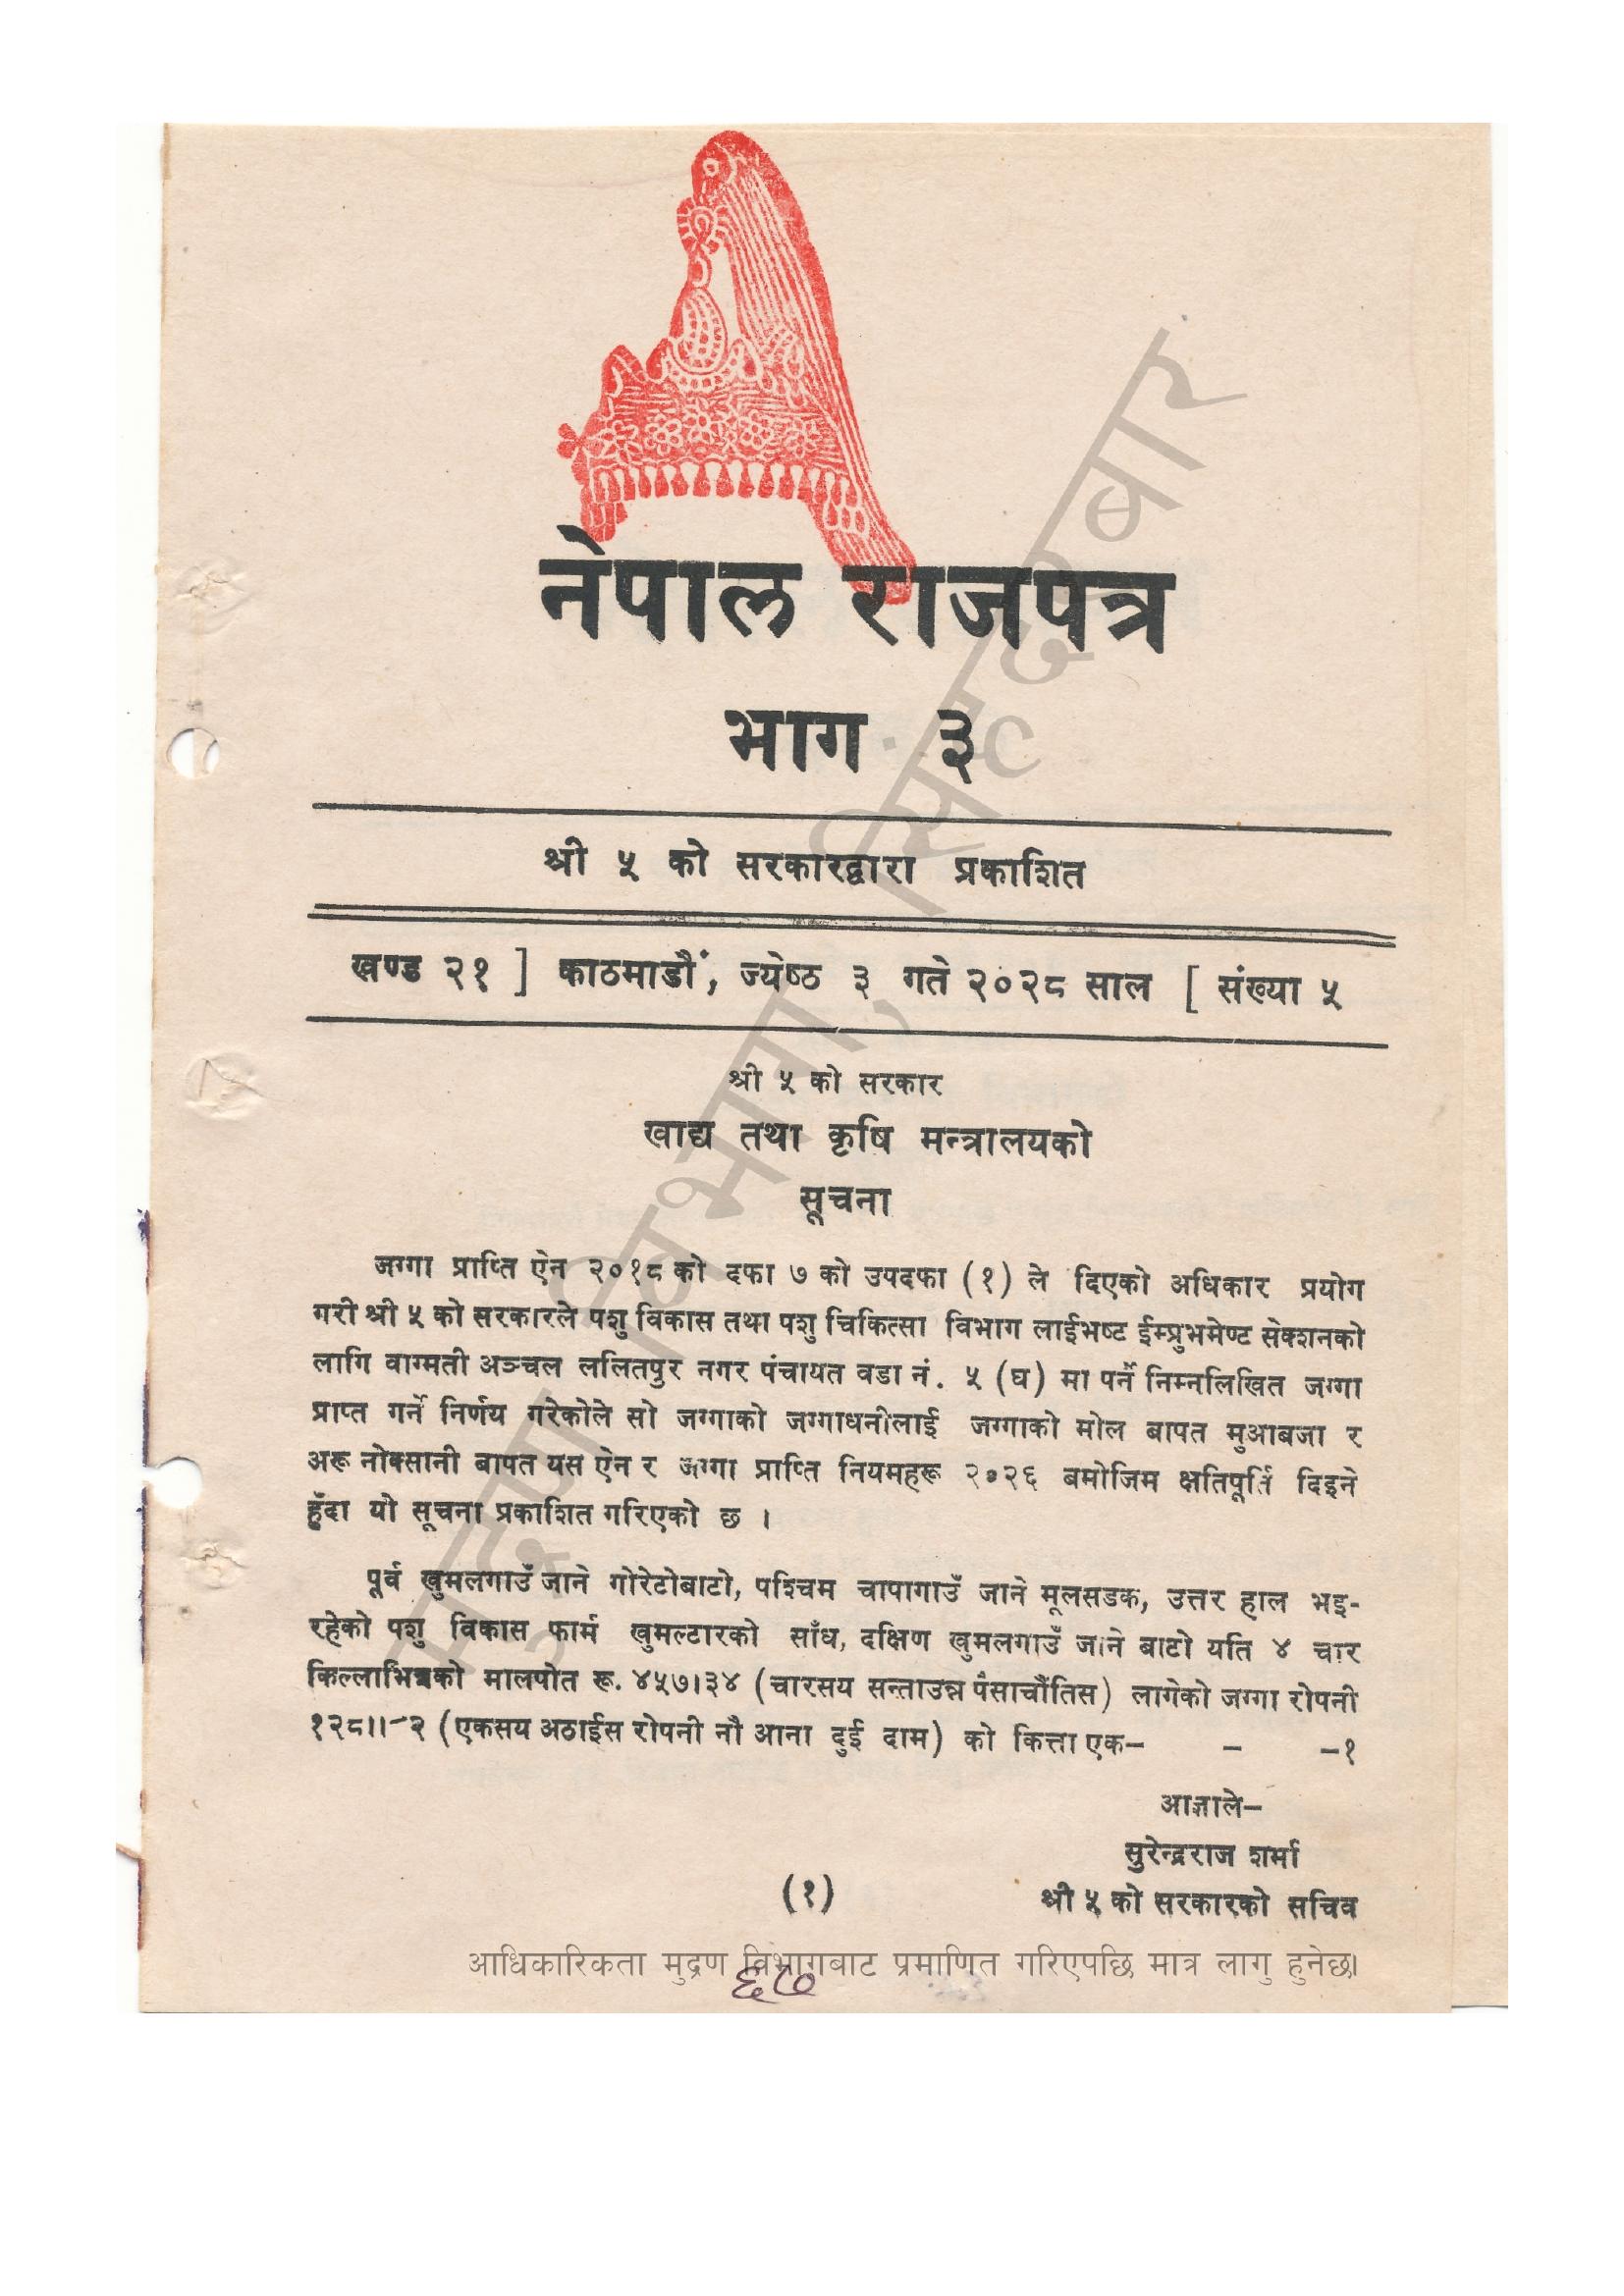 नेपाल राजपत्र
भाग ३
श्री ५ को सरकारद्वारा प्रकाशित
खण्ड २१ ] काठमाडौं, ज्येष्ठ ३ गते २०२८ साल [ संख्या ५
श्री ५ को सरकार
खाद्य तथा कृषि मन्त्रालयको
सूचना
जग्गा प्राप्ति ऐन २०१८ को दफा ७ को उपदफा (१) ले दिएको अधिकार प्रयोग
गरी श्री ५ को सरकारले पशु विकास तथा पशु चिकित्सा विभाग लाईभष्ट ईम्प्रुभमेण्ट सेक्शनको
लागि वाग्मती अञ्चल ललितपुर नगर पंचायत वडा नं. ५ (घ) मा पर्ने निम्नलिखित जग्गा
प्राप्त गर्ने निर्णय गरेकोले सो जग्गाको जग्गाधनीलाई जग्गाको मोल बापत मुआबजा र
अरू नोक्सानी बापत यस ऐन र जग्गा प्राप्ति नियमहरू २०२६ बमोजिम क्षतिपूर्ति दिइने
हुँदा यो सूचना प्रकाशित गरिएको छ ।
पूर्व खुमलगाउँ जाने गोरेटोबाटो, पश्चिम चापागाउँ जाने मूलसडक, उत्तर हाल भइ-
रहेको पशु विकास फार्म खुमल्टारको साँध, दक्षिण खुमलगाउँ जाने बाटो यति ४ चार
किल्लाभित्रको मालपोत रू. ४५७।३४ (चारसय सन्ताउन्न पैसाचौंतिस) लागेको जग्गा रोपनी
१२८।।-२ (एकसय अठाईस रोपनी नौ आना दुई दाम) को कित्ता एक- - -१
आज्ञाले-
सुरेन्द्रराज शर्मा
(१) श्री ५ को सरकारको सचिव
आधिकारिकता मुद्रण विभागबाट प्रमाणित गरिएपछि मात्र लागु हुनेछ।
६७
मुद्रण विभाग, सिंहदरबार